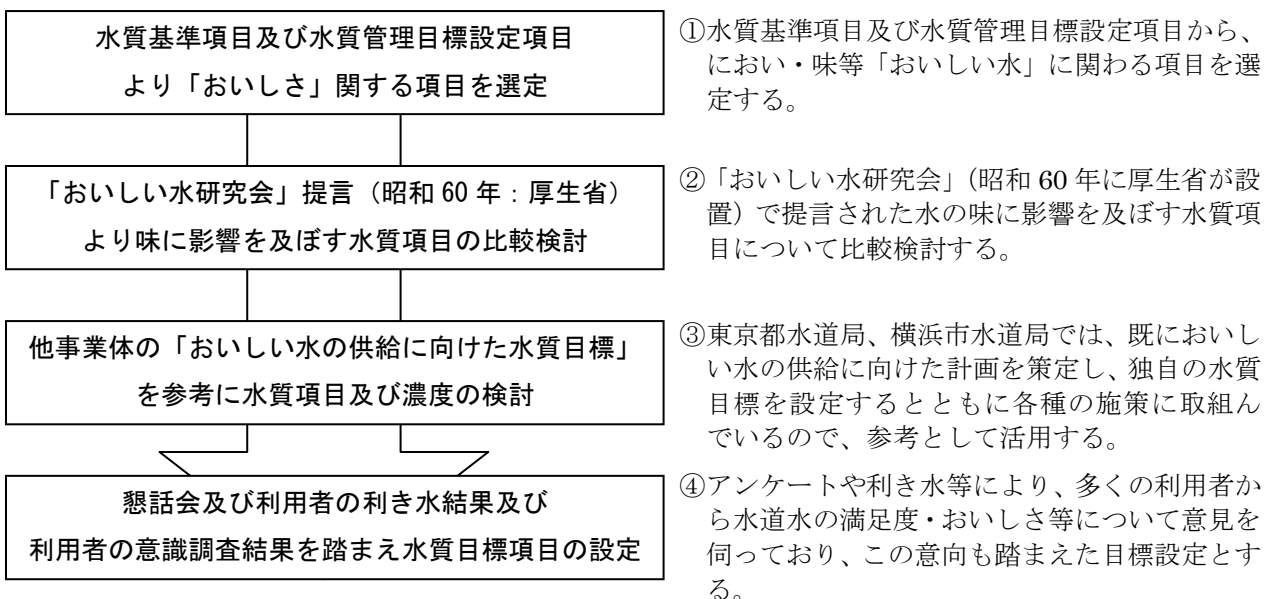 水質基準項目及び水質管理目標設定項目
より「おいしさ」関する項目を選定
①水質基準項目及び水質管理目標設定項目から、
におい・味等「おいしい水」に関わる項目を選
定する。
「おいしい水研究会」提言（昭和 60 年：厚生省）
より味に影響を及ぼす水質項目の比較検討
②「おいしい水研究会」（昭和 60 年に厚生省が設
置）で提言された水の味に影響を及ぼす水質項
目について比較検討する。
他事業体の「おいしい水の供給に向けた水質目標」
を参考に水質項目及び濃度の検討
③東京都水道局、横浜市水道局では、既においし
い水の供給に向けた計画を策定し、独自の水質
目標を設定するとともに各種の施策に取組ん
でいるので、参考として活用する。
懇話会及び利用者の利き水結果及び
利用者の意識調査結果を踏まえ水質目標項目の設定
④アンケートや利き水等により、多くの利用者か
ら水道水の満足度・おいしさ等について意見を
伺っており、この意向も踏まえた目標設定とす
る。